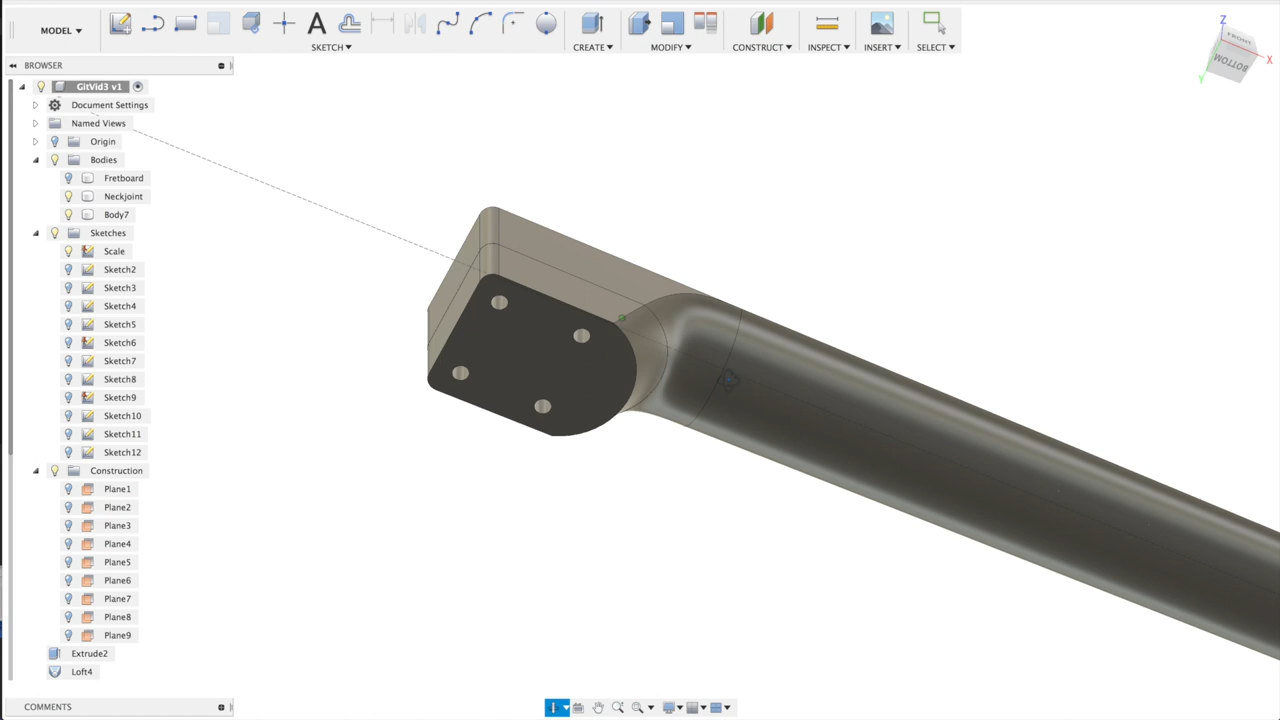 MODEL
SKETCH
CREATE
MODIFY
CONSTRUCT
INSPECT
INSERT
SELECT
Z
X
Y
BOTTOM
BROWSER
GitVid3 v1
Document Settings
Named Views
Origin
Bodies
Fretboard
Neckjoint
Body7
Sketches
Scale
Sketch2
Sketch3
Sketch4
Sketch5
Sketch6
Sketch7
Sketch8
Sketch9
Sketch10
Sketch11
Sketch12
Construction
Plane1
Plane2
Plane3
Plane4
Plane5
Plane6
Plane7
Plane8
Plane9
Extrude2
Loft4
COMMENTS